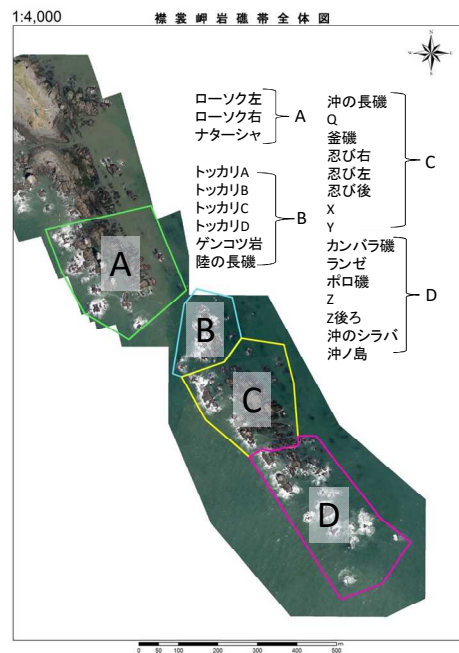 1:4,000
襟裳岬岩礁帯全体図
N
ローソク左
ローソク右
ナターシャ
A
トッカリA
トッカリB
トッカリC
トッカリD
ゲンコツ岩
陸の長磯
B
沖の長磯
Q
釜磯
忍び右
忍び左
忍び後
X
Y
C
カンバラ磯
ランゼ
ポロ磯
Z
Z後ろ
沖のシラバ
沖ノ島
D
A
B
C
D
0 50 100 200 300 400 500
m